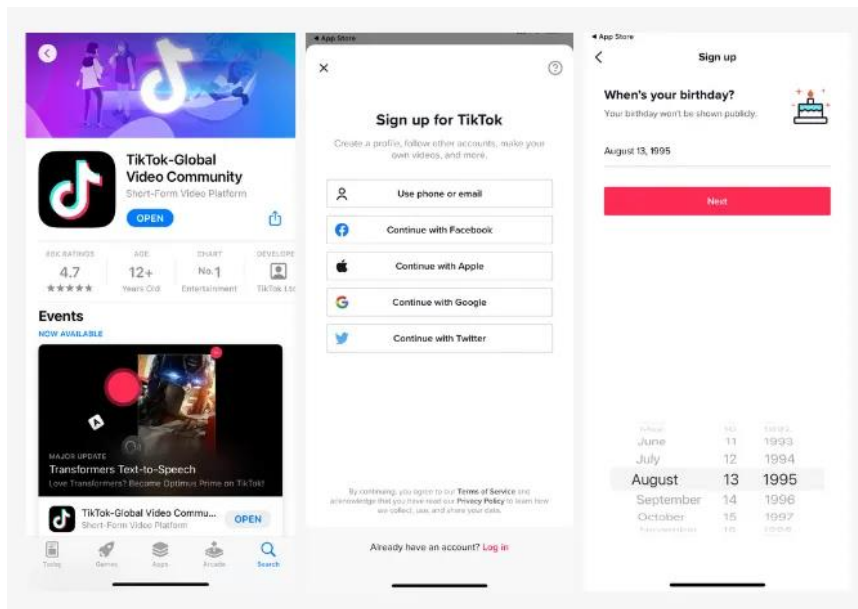 TikTok-Global
Video Community
Short-Form Video Platform
OPEN
RATINGS
AGE
CHART
DEVELOPE
4.7
12+
No.1
★★★★★
Years Old
Entertainment
TikTok Ltd
Events
NOW AVAILABLE
MAJOR UPDATE
Transformers Text-to-Speech
Love Transformers? Become Optimus Prime on TikTok!
TikTok-Global Video Commu...
Short-Form Video Platform
OPEN
Today
Games
Apps
Arcade
Search
App Store
Sign up for TikTok
Create a profile, follow other accounts, make your
own videos, and more.
Use phone or email
Continue with Facebook
Continue with Apple
Continue with Google
Continue with Twitter
By continuing, you agree to our Terms of Service and
acknowledge that you have read our Privacy Policy to learn how
we collect, use, and share your data.
Already have an account? Log in
App Store
Sign up
When's your birthday?
Your birthday won't be shown publicly.
August 13, 1995
Next
June 11 1993
July 12 1994
August 13 1995
September 14 1996
October 15 1997